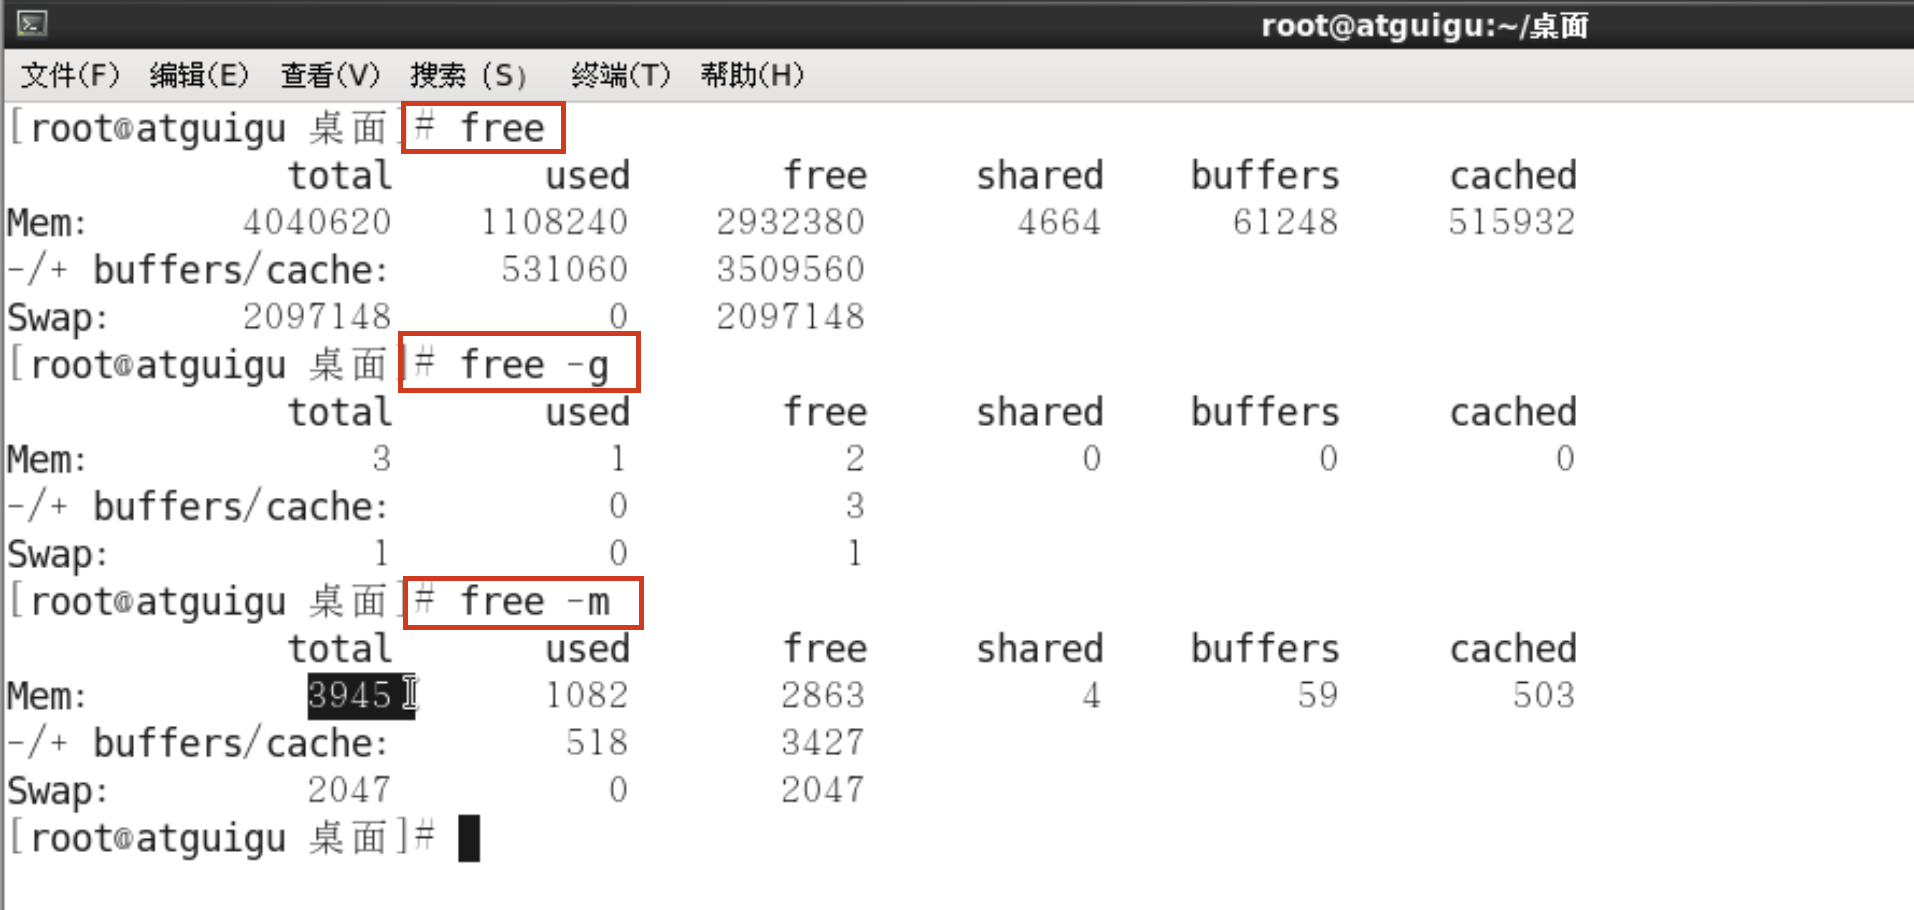 root@atguigu:~/桌面
文件(F) 编辑(E) 查看(V) 搜索 (S) 终端(T) 帮助(H)
[root@atguigu 桌面]# free
total used free shared buffers cached
Mem: 4040620 1108240 2932380 4664 61248 515932
-/+ buffers/cache: 531060 3509560
Swap: 2097148 0 2097148
[root@atguigu 桌面]# free -g
total used free shared buffers cached
Mem: 3 1 2 0 0 0
-/+ buffers/cache: 0 3
Swap: 1 0 1
[root@atguigu 桌面]# free -m
total used free shared buffers cached
Mem: 3945 1082 2863 4 59 503
-/+ buffers/cache: 518 3427
Swap: 2047 0 2047
[root@atguigu 桌面]#